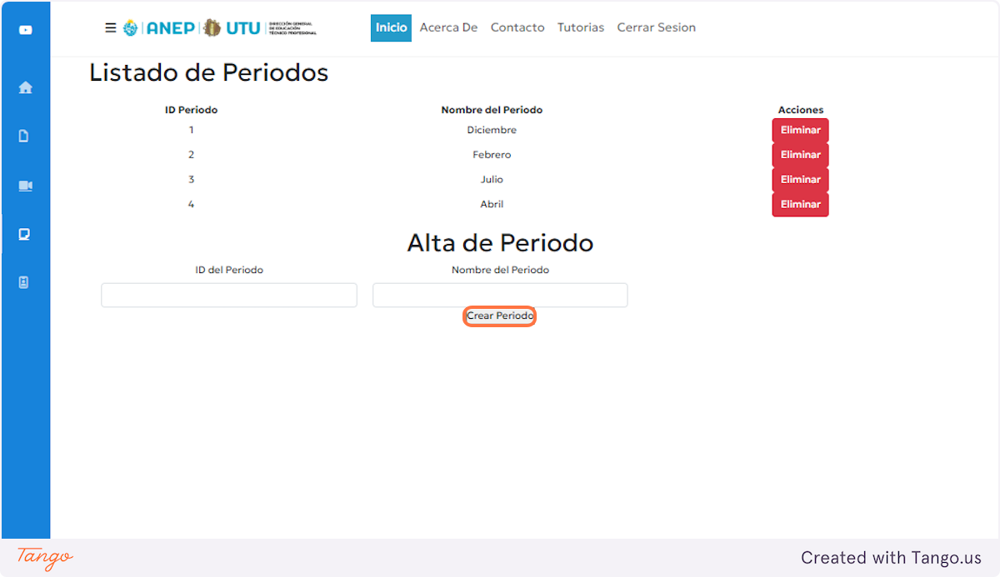 ANEP UTU DIRECCIÓN GENERAL
DE EDUCACIÓN
TÉCNICO PROFESIONAL
Inicio Acerca De Contacto Tutorias Cerrar Sesion
Listado de Periodos
ID Periodo Nombre del Periodo Acciones
1 Diciembre Eliminar
2 Febrero Eliminar
3 Julio Eliminar
4 Abril Eliminar
Alta de Periodo
ID del Periodo Nombre del Periodo
Crear Periodo
Tango Created with Tango.us